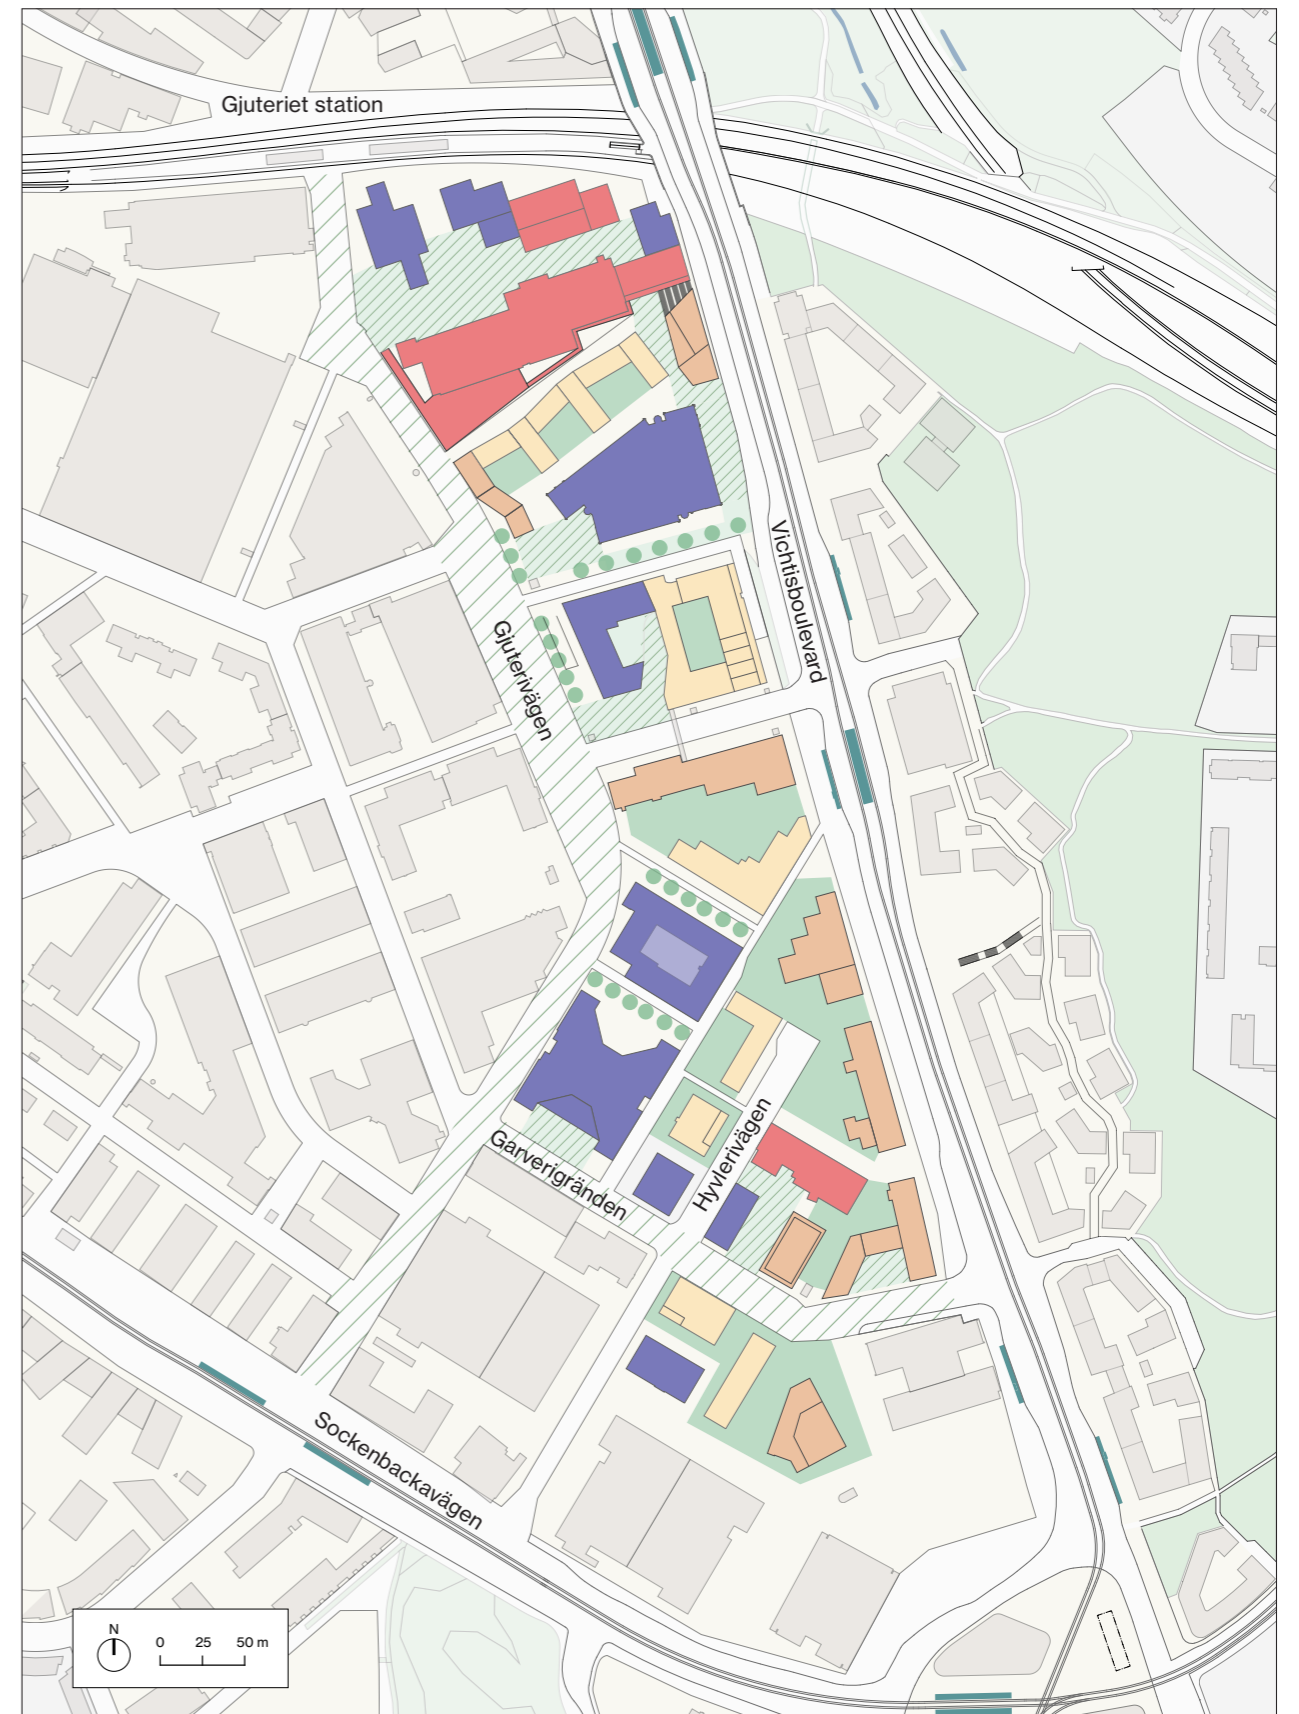 Gjuteriet station
Vichtisboulevard
Gjuterivägen
Hyvlerivägen
Garverigränden
Sockenbackavägen
N
0 25 50 m